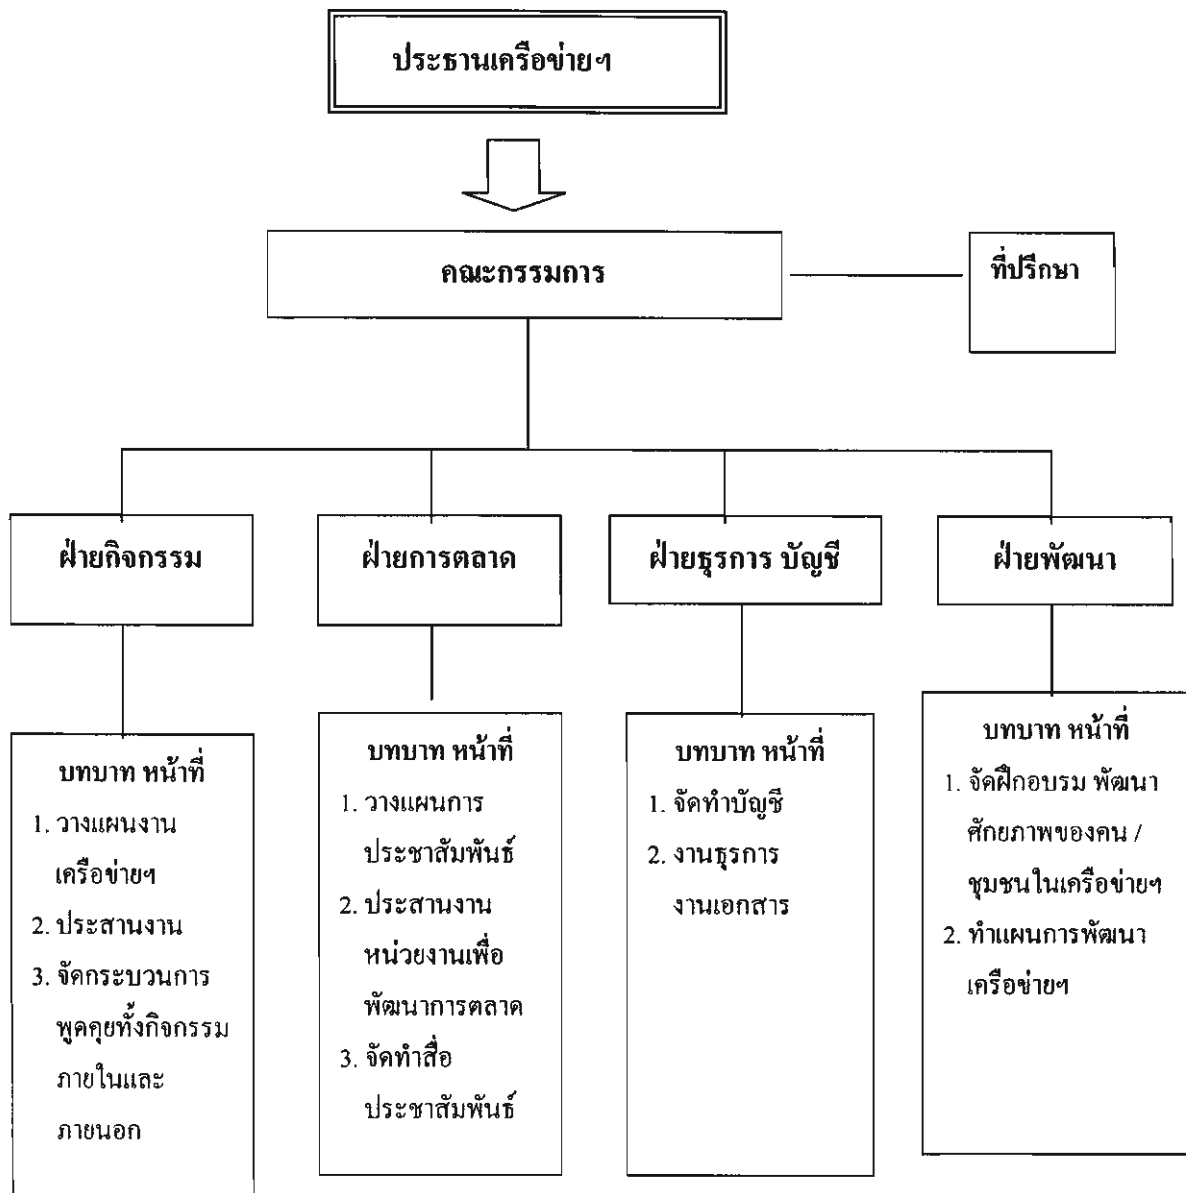 ประธานเครือข่ายฯ
คณะกรรมการ
ที่ปรึกษา
ฝ่ายกิจกรรม
ฝ่ายการตลาด
ฝ่ายธุรการ บัญชี
ฝ่ายพัฒนา
บทบาท หน้าที่
1. วางแผนงาน
เครือข่ายฯ
2. ประสานงาน
3. จัดกระบวนการ
พูดคุยทั้งกิจกรรม
ภายในและ
ภายนอก
บทบาท หน้าที่
1. วางแผนการ
ประชาสัมพันธ์
2. ประสานงาน
หน่วยงานเพื่อ
พัฒนาการตลาด
3. จัดทำสื่อ
ประชาสัมพันธ์
บทบาท หน้าที่
1. จัดทำบัญชี
2. งานธุรการ
งานเอกสาร
บทบาท หน้าที่
1. จัดฝึกอบรม พัฒนา
ศักยภาพของคน /
ชุมชนในเครือข่ายฯ
2. ทำแผนการพัฒนา
เครือข่ายฯ